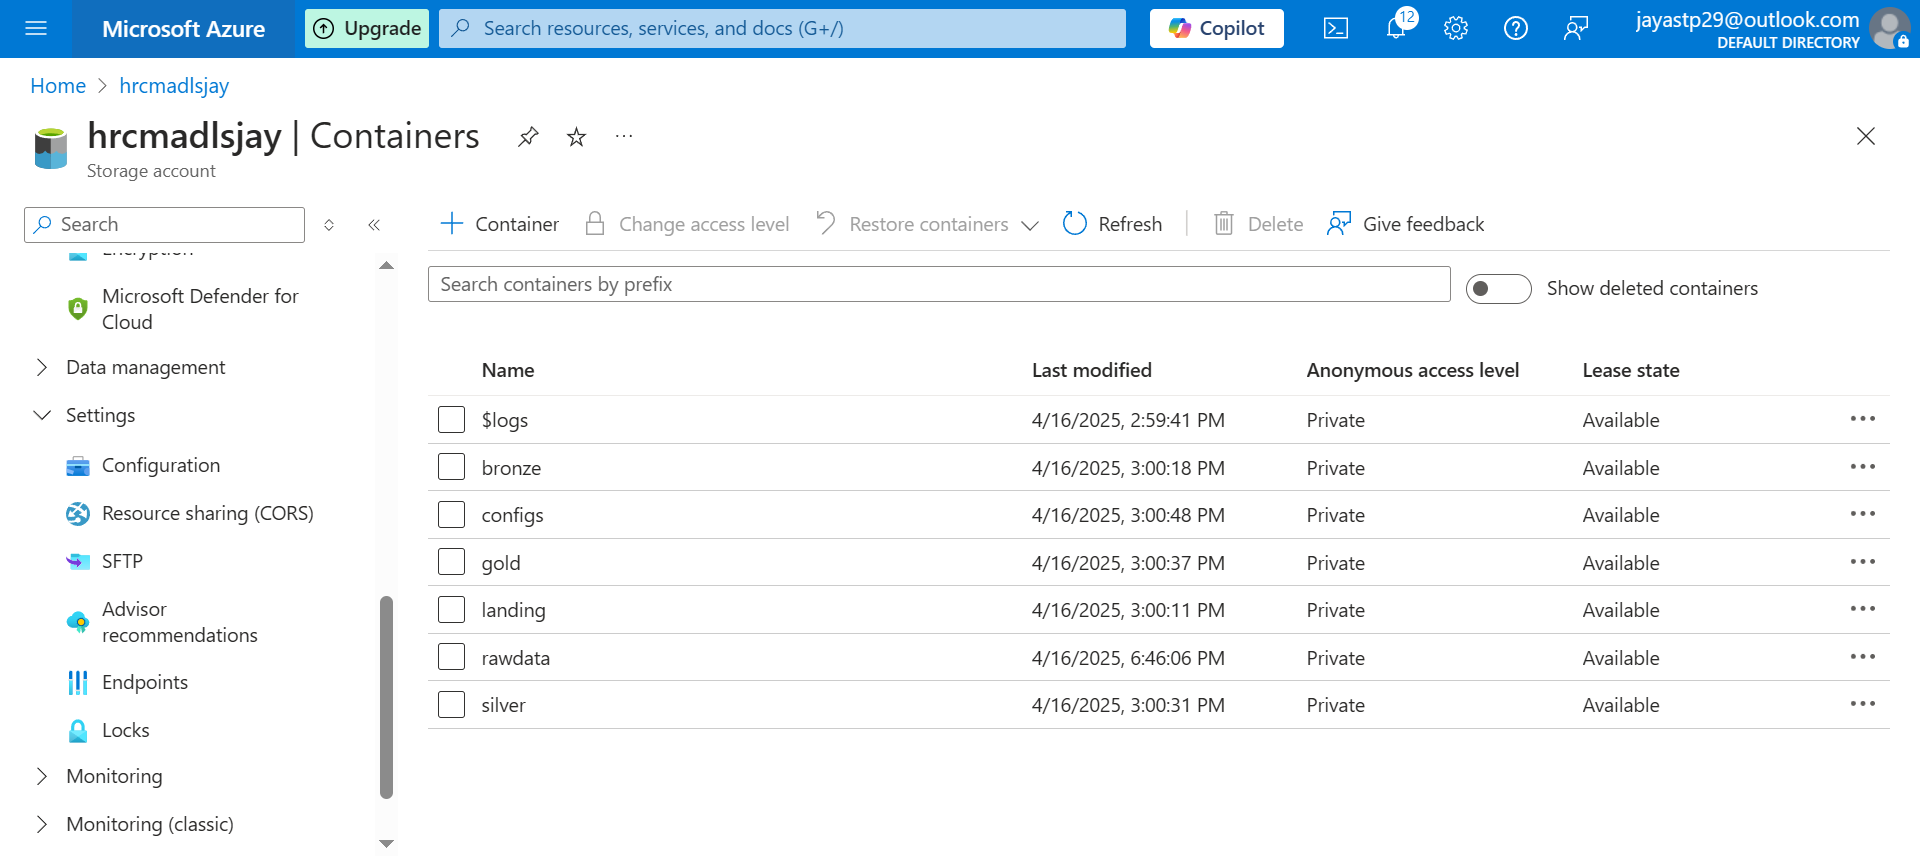 Microsoft Azure
Upgrade
Search resources, services, and docs (G+/)
Copilot
12
jayastp29@outlook.com
DEFAULT DIRECTORY
Home > hrcmadlsjay
hrcmadlsjay | Containers
Storage account
Search
Container
Change access level
Restore containers
Refresh
Delete
Give feedback
Search containers by prefix
Show deleted containers
Encryption
Microsoft Defender for
Cloud
Data management
Settings
Configuration
Resource sharing (CORS)
SFTP
Advisor
recommendations
Endpoints
Locks
Monitoring
Monitoring (classic)
Name Last modified Anonymous access level Lease state
$logs 4/16/2025, 2:59:41 PM Private Available
bronze 4/16/2025, 3:00:18 PM Private Available
configs 4/16/2025, 3:00:48 PM Private Available
gold 4/16/2025, 3:00:37 PM Private Available
landing 4/16/2025, 3:00:11 PM Private Available
rawdata 4/16/2025, 6:46:06 PM Private Available
silver 4/16/2025, 3:00:31 PM Private Available